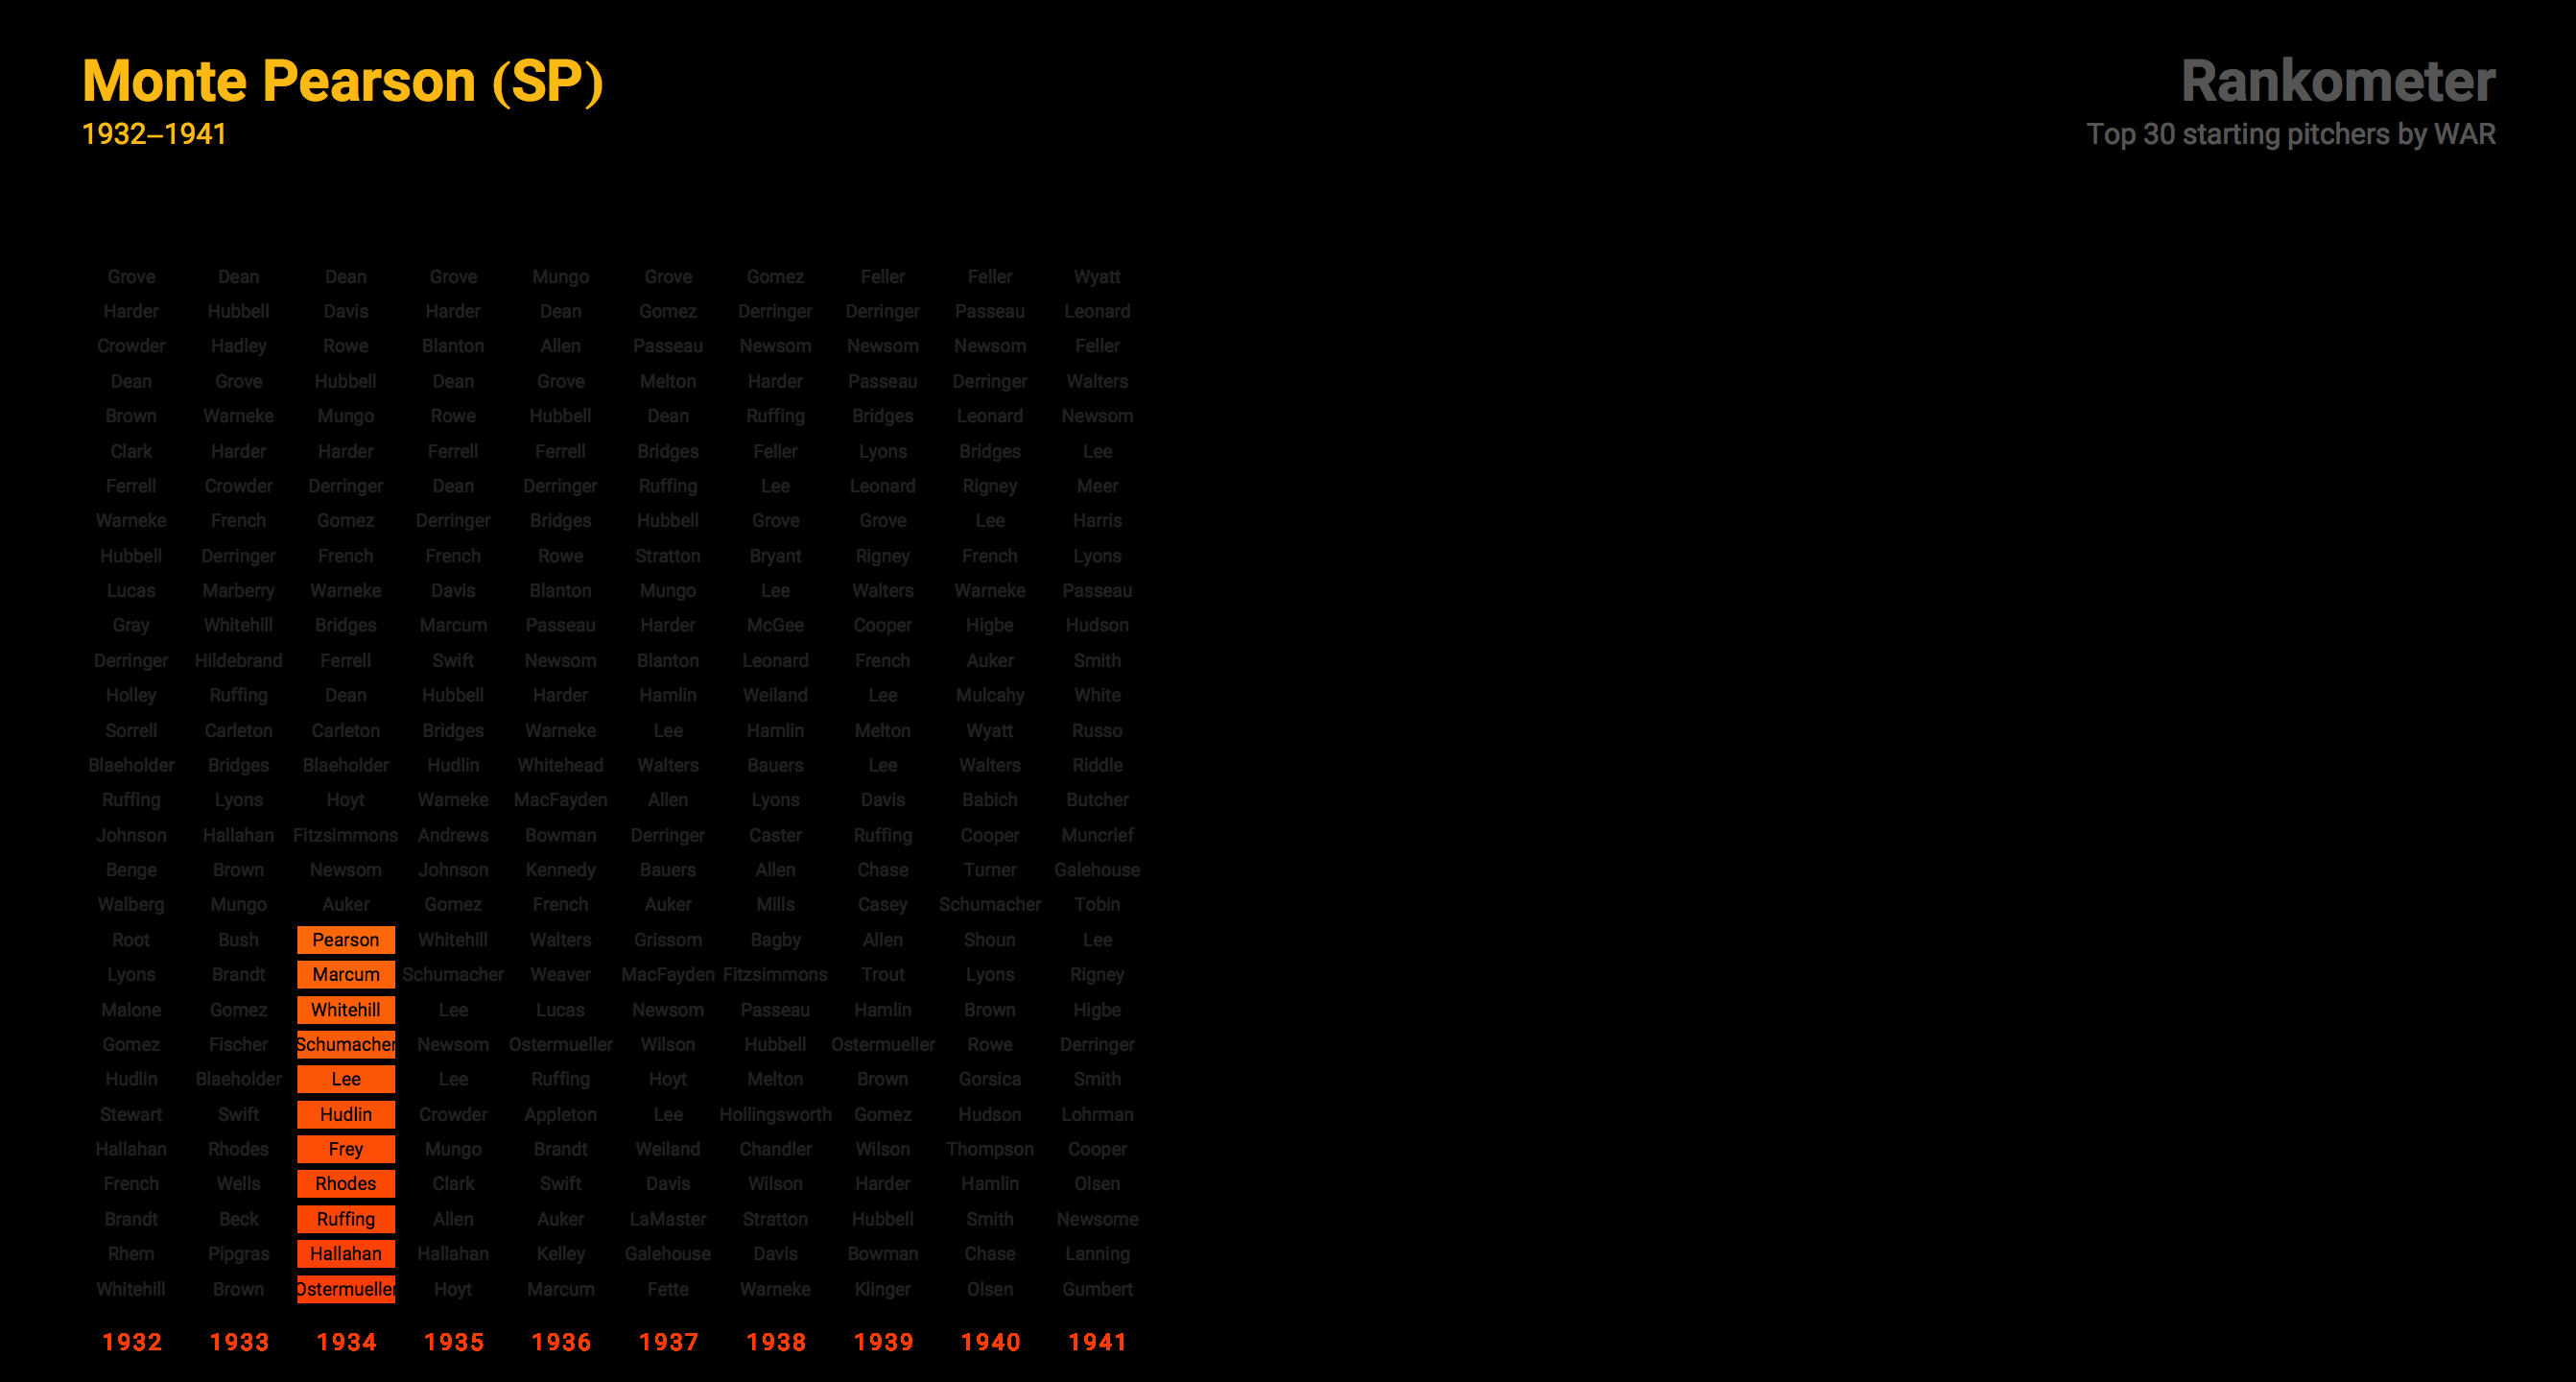 Monte Pearson (SP)
1932–1941
Rankometer
Top 30 starting pitchers by WAR
Grove Dean Dean Grove Mungo Grove Gomez Feller Feller Wyatt
Harder Hubbell Davis Harder Dean Gomez Derringer Derringer Passeau Leonard
Crowder Hadley Rowe Blanton Allen Passeau Newsom Newsom Newsom Feller
Dean Grove Hubbell Dean Grove Melton Harder Passeau Derringer Walters
Brown Warneke Mungo Rowe Hubbell Dean Ruffing Bridges Leonard Newsom
Clark Harder Harder Ferrell Ferrell Bridges Feller Lyons Bridges Lee
Ferrell Crowder Derringer Dean Derringer Ruffing Lee Leonard Rigney Meer
Warneke French Gomez Derringer Bridges Hubbell Grove Grove Lee Harris
Hubbell Derringer French French Rowe Stratton Bryant Rigney French Lyons
Lucas Marberry Warneke Davis Blanton Mungo Lee Walters Warneke Passeau
Gray Whitehill Bridges Marcum Passeau Harder McGee Cooper Higbe Hudson
Derringer Hildebrand Ferrell Swift Newsom Blanton Leonard French Auker Smith
Holley Ruffing Dean Hubbell Harder Hamlin Weiland Lee Mulcahy White
Sorrell Carleton Carleton Bridges Warneke Lee Hamlin Melton Wyatt Russo
Blaeholder Bridges Blaeholder Hudlin Whitehead Walters Bauers Lee Walters Riddle
Ruffing Lyons Hoyt Warneke MacFayden Allen Lyons Davis Babich Butcher
Johnson Hallahan Fitzsimmons Andrews Bowman Derringer Caster Ruffing Cooper Muncrief
Benge Brown Newsom Johnson Kennedy Bauers Allen Chase Turner Galehouse
Walberg Mungo Auker Gomez French Auker Mills Casey Schumacher Tobin
Root Bush Pearson Whitehill Walters Grissom Bagby Allen Shoun Lee
Lyons Brandt Marcum Schumacher Weaver MacFayden Fitzsimmons Trout Lyons Rigney
Malone Gomez Whitehill Lee Lucas Newsom Passeau Hamlin Brown Higbe
Gomez Fischer Schumacher Newsom Ostermueller Wilson Hubbell Ostermueller Rowe Derringer
Hudlin Blaeholder Lee Lee Ruffing Hoyt Melton Brown Gorsica Smith
Stewart Swift Hudlin Crowder Appleton Lee Hollingsworth Gomez Hudson Lohrman
Hallahan Rhodes Frey Mungo Brandt Weiland Chandler Wilson Thompson Cooper
French Wells Rhodes Clark Swift Davis Wilson Harder Hamlin Olsen
Brandt Beck Ruffing Allen Auker LaMaster Stratton Hubbell Smith Newsome
Rhem Pipgras Hallahan Hallahan Kelley Galehouse Davis Bowman Chase Lanning
Whitehill Brown Ostermueller Hoyt Marcum Fette Warneke Klinger Olsen Gumbert
1932 1933 1934 1935 1936 1937 1938 1939 1940 1941